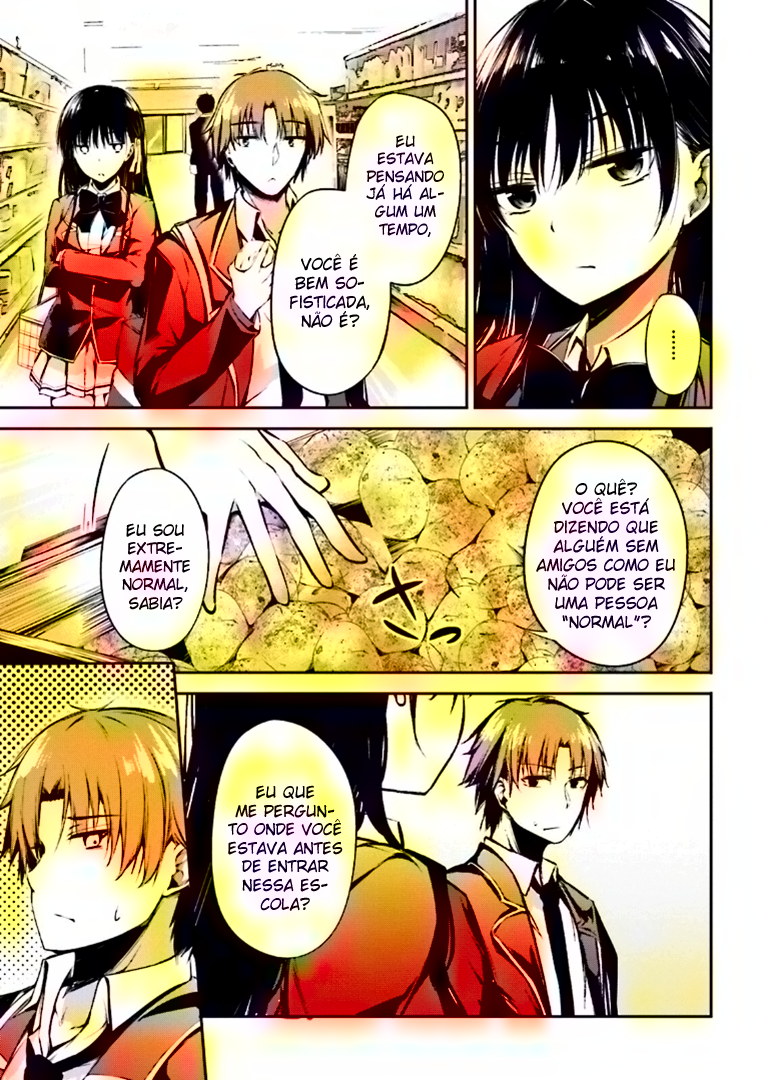 ......
EU
ESTAVA
PENSANDO
JÁ HÁ AL-
GUM UM
TEMPO,
VOCÊ É
BEM SO-
FISTICADA,
NÃO É?
O QUÊ?
VOCÊ ESTÁ
DIZENDO QUE
ALGUÉM SEM
AMIGOS COMO EU
NÃO PODE SER
UMA PESSOA
“NORMAL”?
EU SOU
EXTRE-
MAMENTE
NORMAL,
SABIA?
EU QUE
ME PERGUN-
TO ONDE VOCÊ
ESTAVA ANTES
DE ENTRAR
NESSA ES-
COLA?